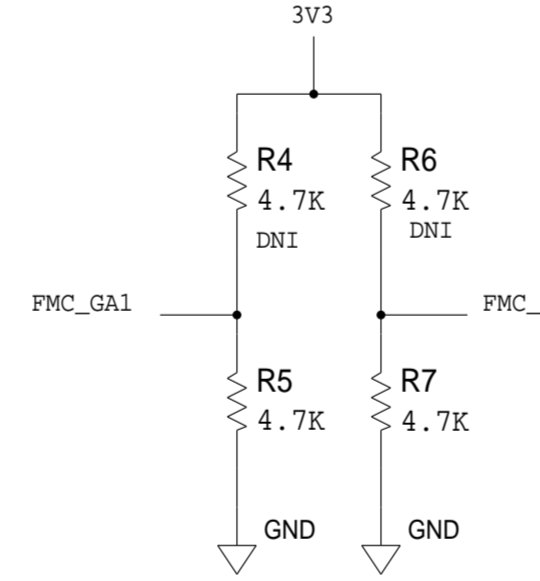 3V3
R4
4.7K
DNI
R6
4.7K
DNI
FMC_GA1
FMC_
R5
4.7K
R7
4.7K
GND
GND